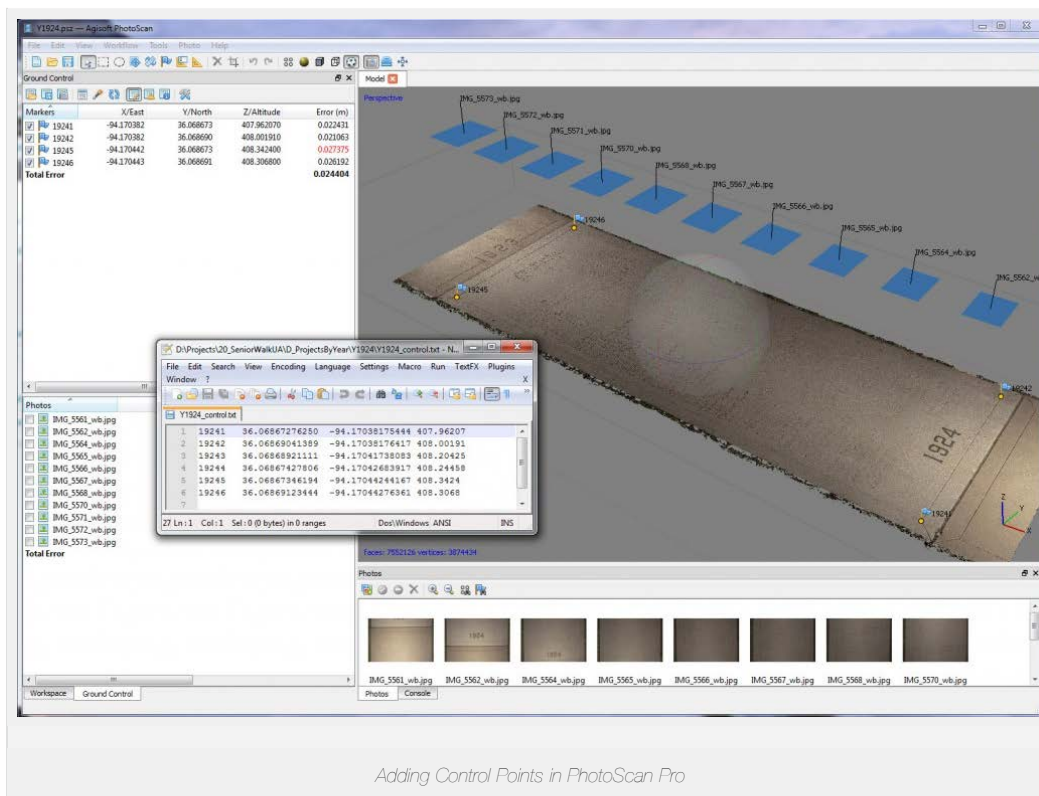 Y1924.psz — Agisoft PhotoScan
File Edit View Workflow Tools Photo Help
Ground Control
Markers X/East Y/North Z/Altitude Error (m)
19241 -94.170382 36.068673 407.962070 0.022431
19242 -94.170382 36.068690 408.001910 0.021063
19245 -94.170442 36.068673 408.342400 0.027375
19246 -94.170443 36.068691 408.306800 0.026192
Total Error 0.024404
Photos
IMG_5561_wb.jpg
IMG_5562_wb.jpg
IMG_5564_wb.jpg
IMG_5565_wb.jpg
IMG_5566_wb.jpg
IMG_5567_wb.jpg
IMG_5568_wb.jpg
IMG_5570_wb.jpg
IMG_5571_wb.jpg
IMG_5572_wb.jpg
IMG_5573_wb.jpg
Total Error
Workspace Ground Control
Model
Perspective
IMG_5573_wb.jpg
IMG_5572_wb.jpg
IMG_5571_wb.jpg
IMG_5570_wb.jpg
IMG_5568_wb.jpg
IMG_5567_wb.jpg
IMG_5566_wb.jpg
IMG_5565_wb.jpg
IMG_5564_wb.jpg
IMG_5562_w
19246
1923
19245
19242
1924
19241
Z
Y
X
Faces: 7552126 vertices: 3874434
D:\Projects\20_SeniorWalkUA\D_ProjectsByYear\Y1924\Y1924_control.txt - N...
File Edit Search View Encoding Language Settings Macro Run TextFX Plugins
Window ? X
Y1924_control.txt
1 19241 36.06867276250 -94.17038175444 407.96207
2 19242 36.06869041389 -94.17038176417 408.00191
3 19243 36.06868921111 -94.17041738083 408.20425
4 19244 36.06867427806 -94.17042683917 408.24458
5 19245 36.06867346194 -94.17044244167 408.3424
6 19246 36.06869123444 -94.17044276361 408.3068
7
27 Ln : 1 Col : 1 Sel : 0 (0 bytes) in 0 ranges Dos\Windows ANSI INS
Photos
1924
1924
IMG_5561_wb.jpg IMG_5562_wb.jpg IMG_5564_wb.jpg IMG_5565_wb.jpg IMG_5566_wb.jpg IMG_5567_wb.jpg IMG_5568_wb.jpg IMG_5570_wb.jpg
Photos Console
Adding Control Points in PhotoScan Pro